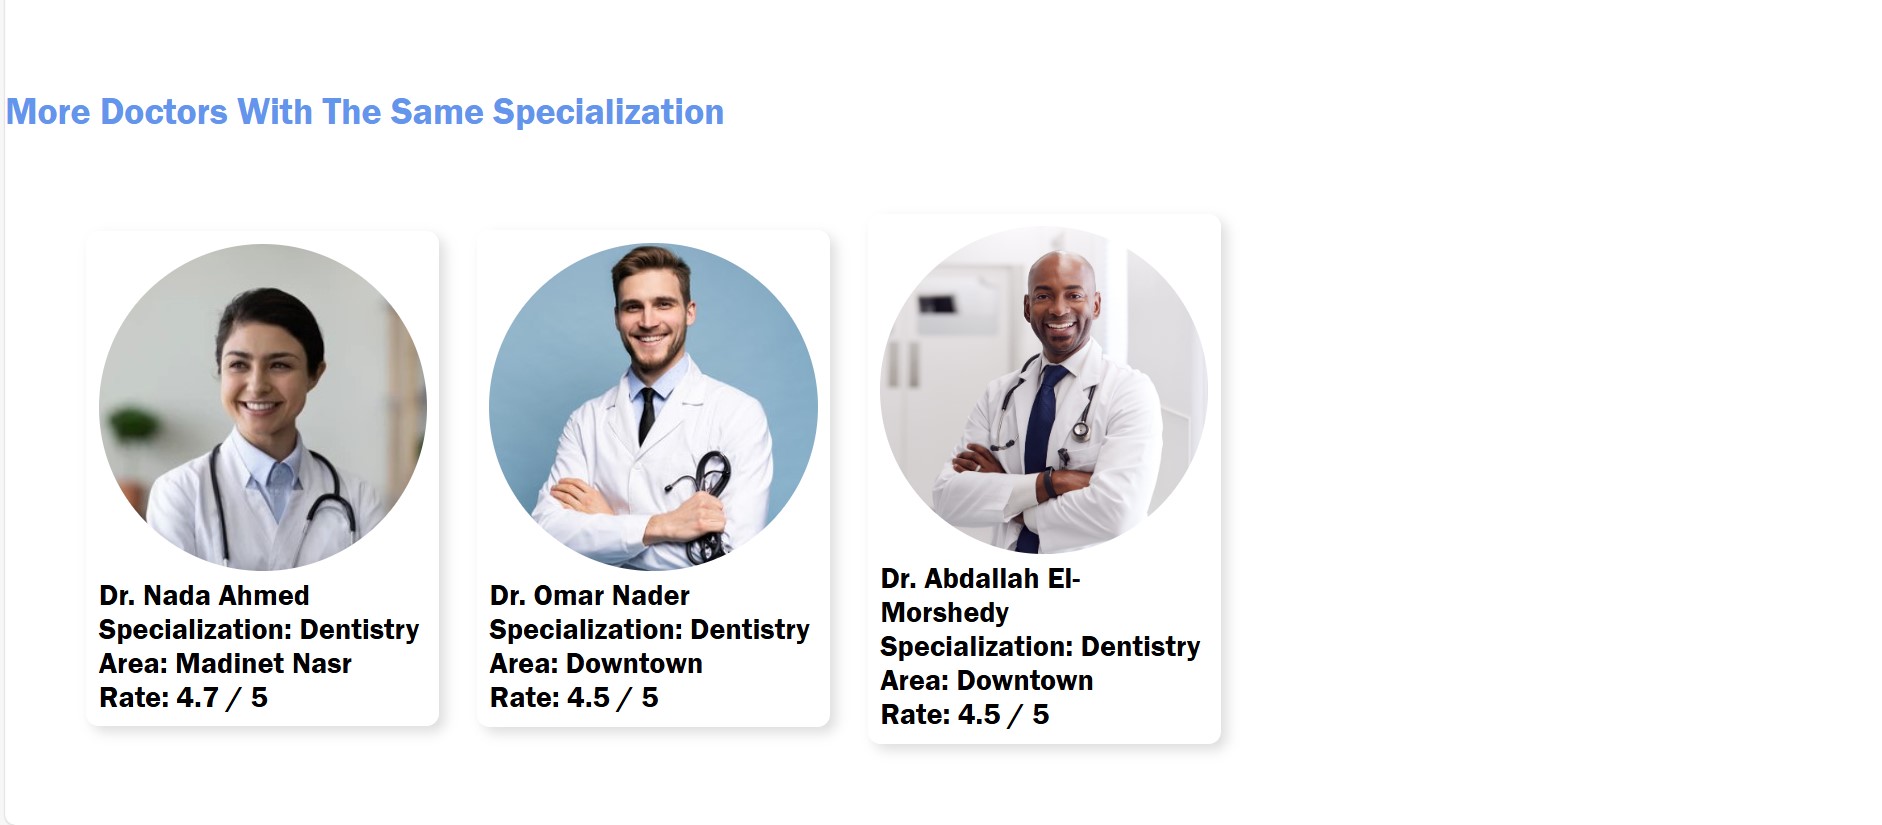 More Doctors With The Same Specialization
Dr. Nada Ahmed
Specialization: Dentistry
Area: Madinet Nasr
Rate: 4.7 / 5
Dr. Omar Nader
Specialization: Dentistry
Area: Downtown
Rate: 4.5 / 5
Dr. Abdallah El-
Morshedy
Specialization: Dentistry
Area: Downtown
Rate: 4.5 / 5